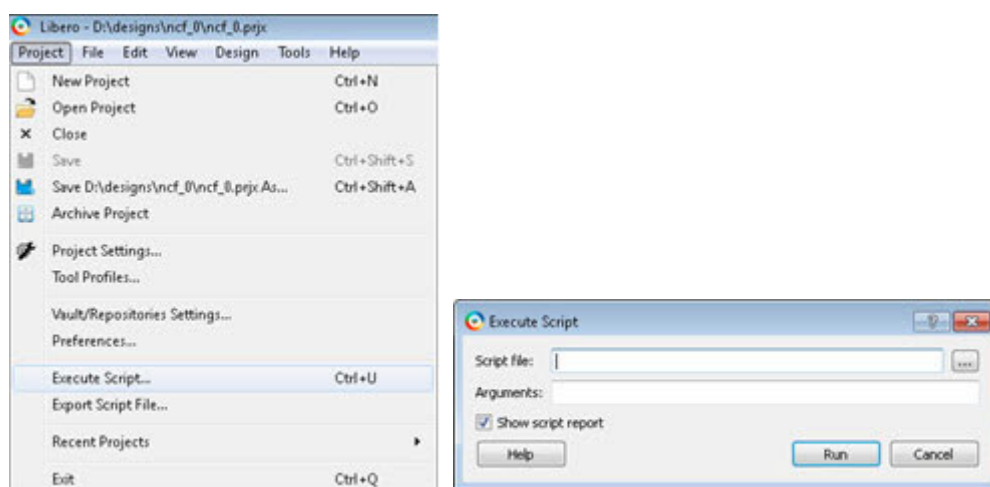 Libero - D:\designs\ncf_0\ncf_0.prjx
Project File Edit View Design Tools Help
New Project Ctrl+N
Open Project Ctrl+O
Close
Save Ctrl+Shift+S
Save D:\designs\ncf_0\ncf_0.prjx As... Ctrl+Shift+A
Archive Project
Project Settings...
Tool Profiles...
Vault/Repositories Settings...
Preferences...
Execute Script... Ctrl+U
Export Script File...
Recent Projects
Exit Ctrl+Q
Execute Script
Script file: ...
Arguments:
Show script report
Help Run Cancel